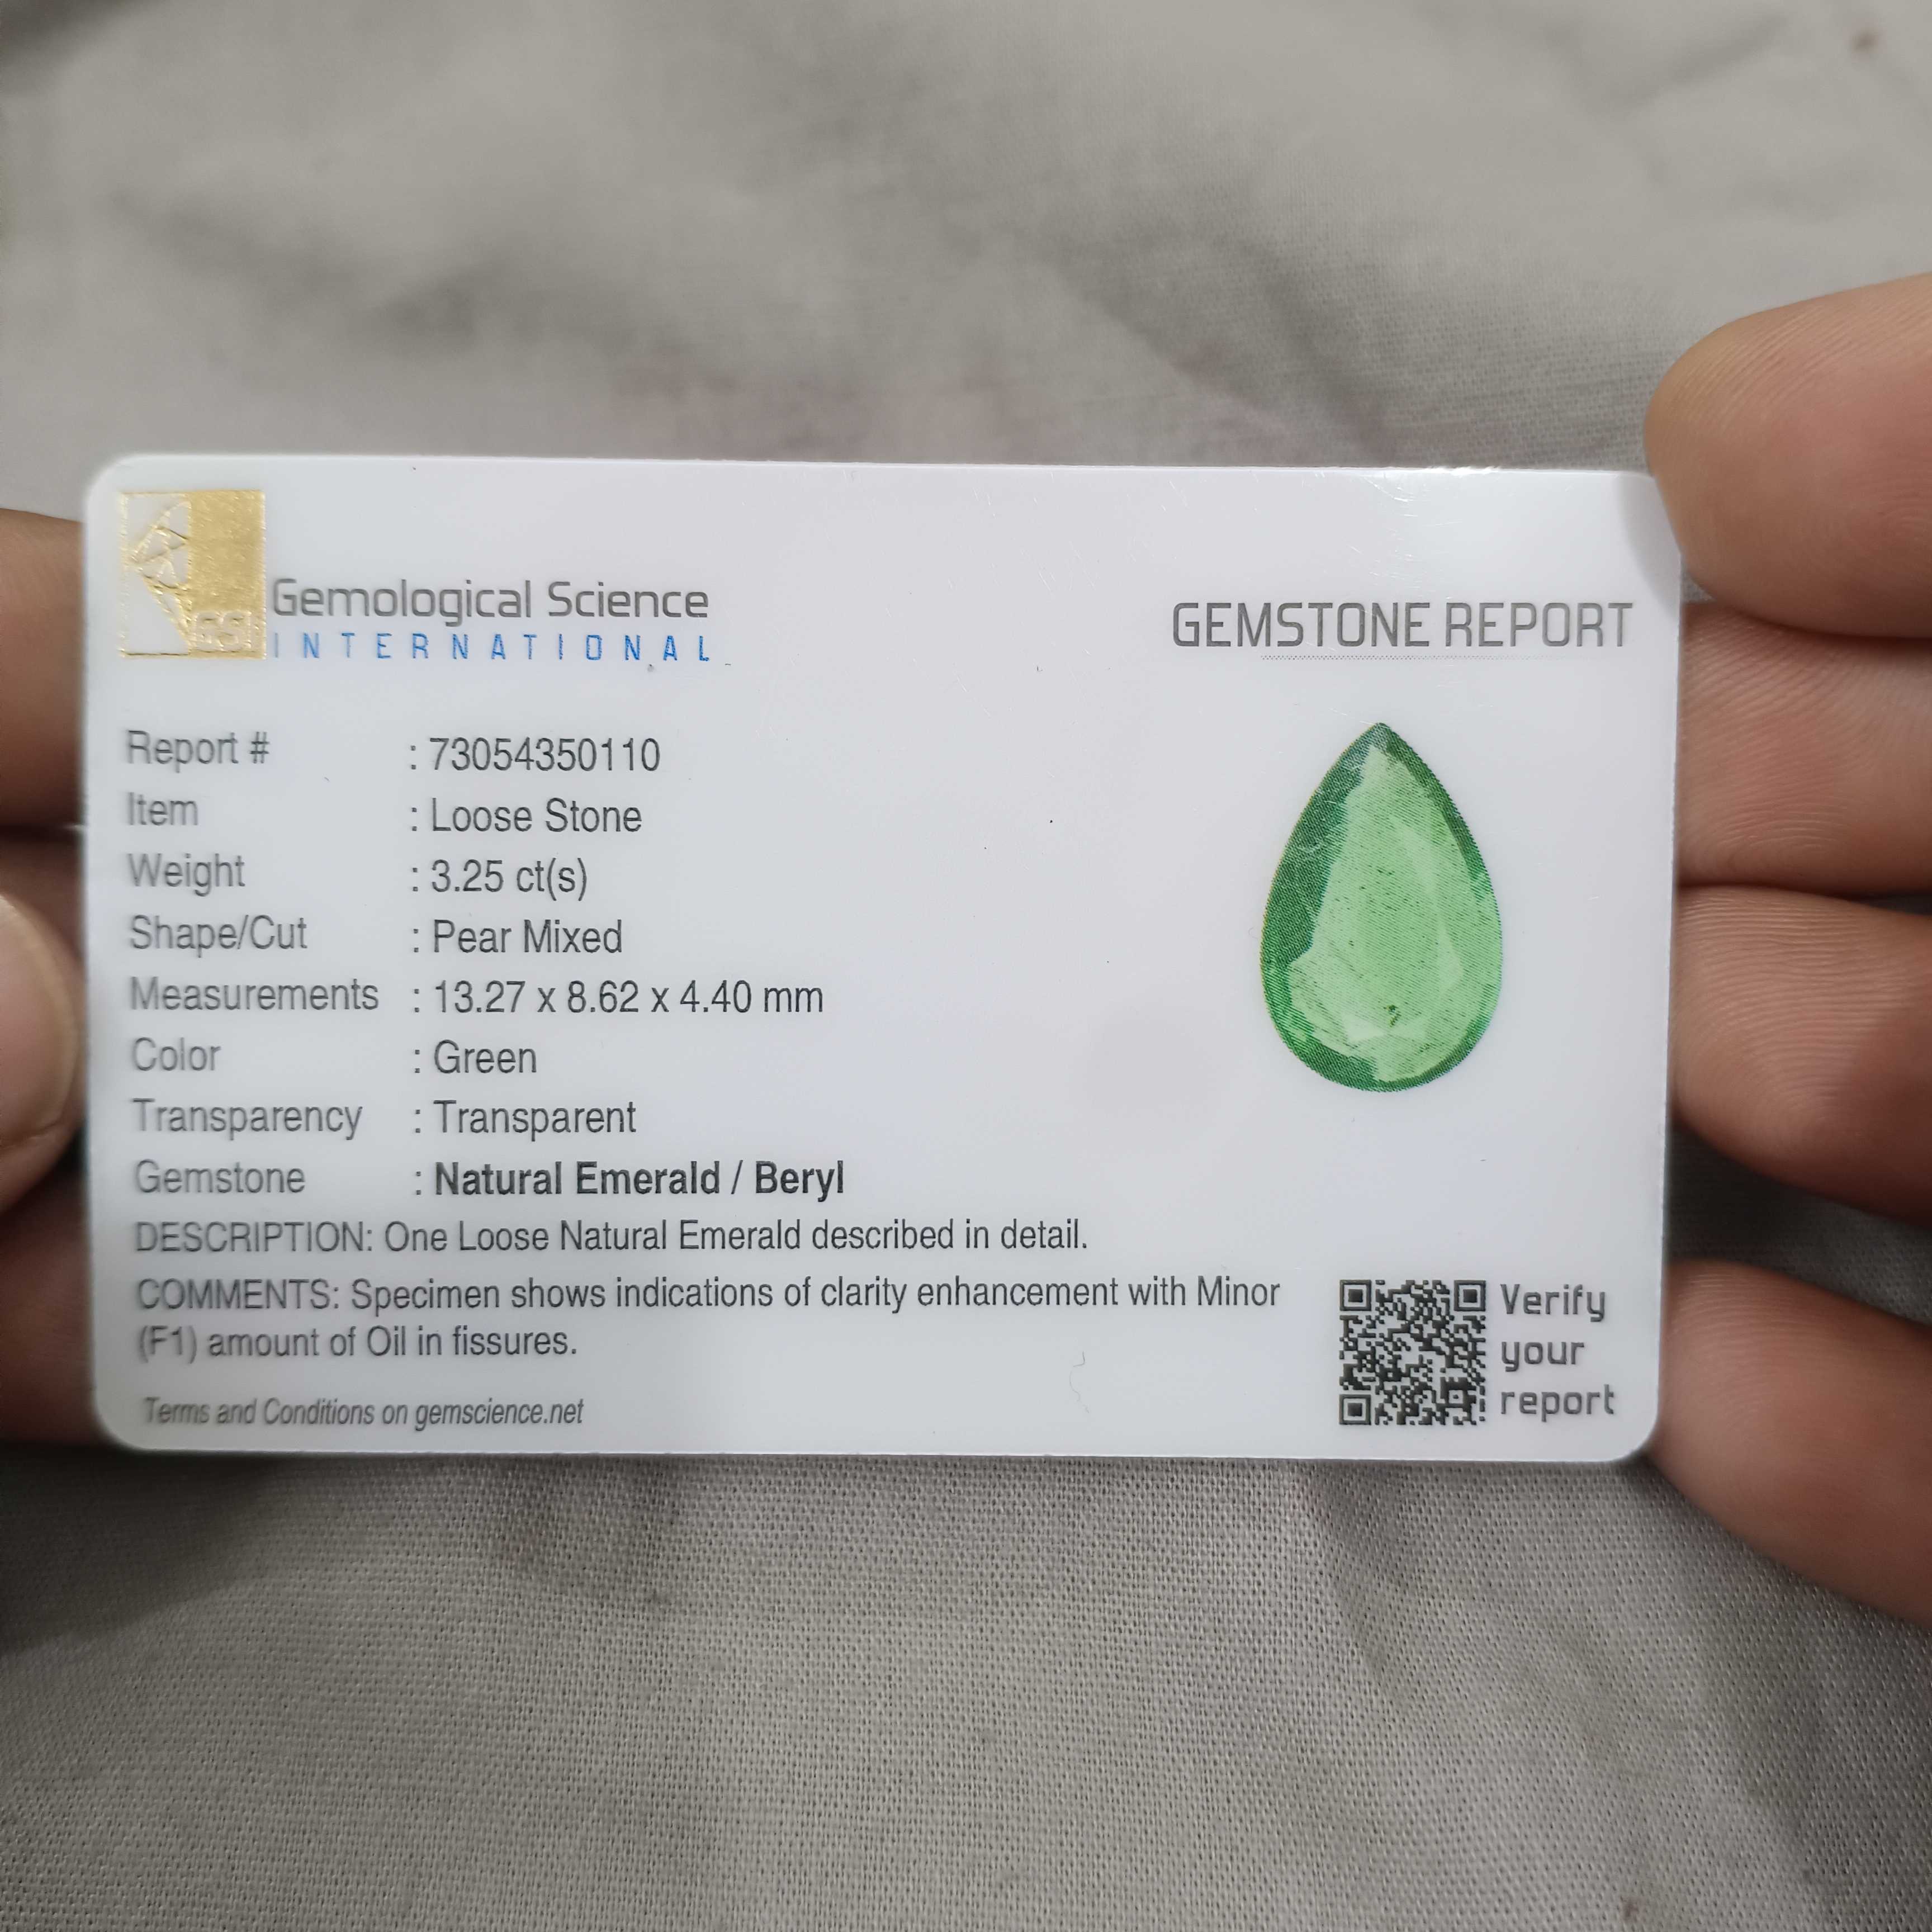 GSI
Gemological Science
INTERNATIONAL
GEMSTONE REPORT
Report # : 73054350110
Item : Loose Stone
Weight : 3.25 ct(s)
Shape/Cut : Pear Mixed
Measurements : 13.27 x 8.62 x 4.40 mm
Color : Green
Transparency : Transparent
Gemstone : Natural Emerald / Beryl
DESCRIPTION: One Loose Natural Emerald described in detail.
COMMENTS: Specimen shows indications of clarity enhancement with Minor
(F1) amount of Oil in fissures.
Terms and Conditions on gemscience.net
Verify
your
report